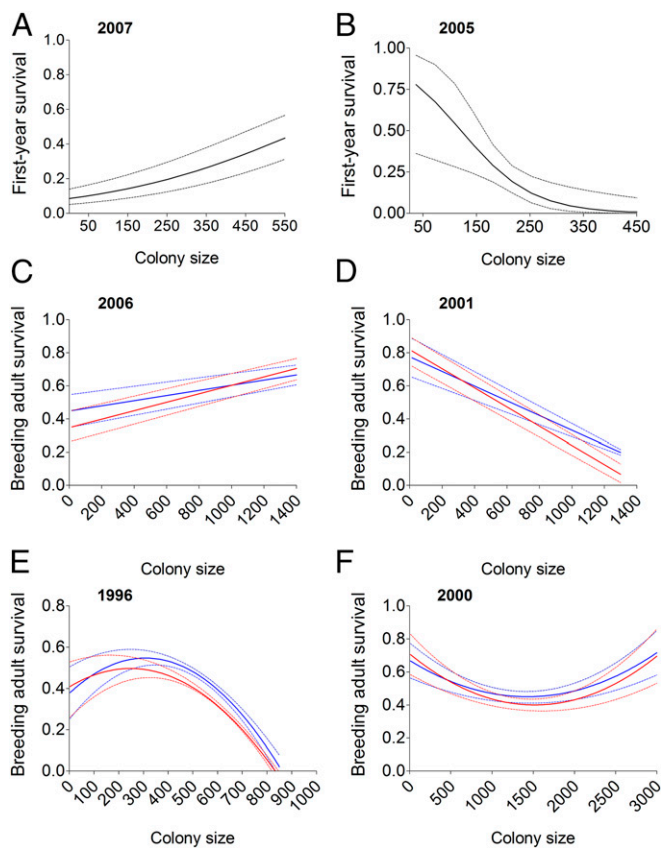 A
2007
First-year survival
1.0
0.8
0.6
0.4
0.2
0.0
50 150 250 350 450 550
Colony size
B
2005
First-year survival
1.00
0.75
0.50
0.25
0.00
50 150 250 350 450
Colony size
C
2006
Breeding adult survival
1.0
0.8
0.6
0.4
0.2
0.0
0 200 400 600 800 1000 1200 1400
Colony size
D
2001
Breeding adult survival
1.0
0.8
0.6
0.4
0.2
0.0
0 200 400 600 800 1000 1200 1400
Colony size
E
1996
Breeding adult survival
0.8
0.6
0.4
0.2
0.0
0 100 200 300 400 500 600 700 800 900 1000
Colony size
F
2000
Breeding adult survival
1.0
0.8
0.6
0.4
0.2
0.0
0 500 1000 1500 2000 2500 3000
Colony size